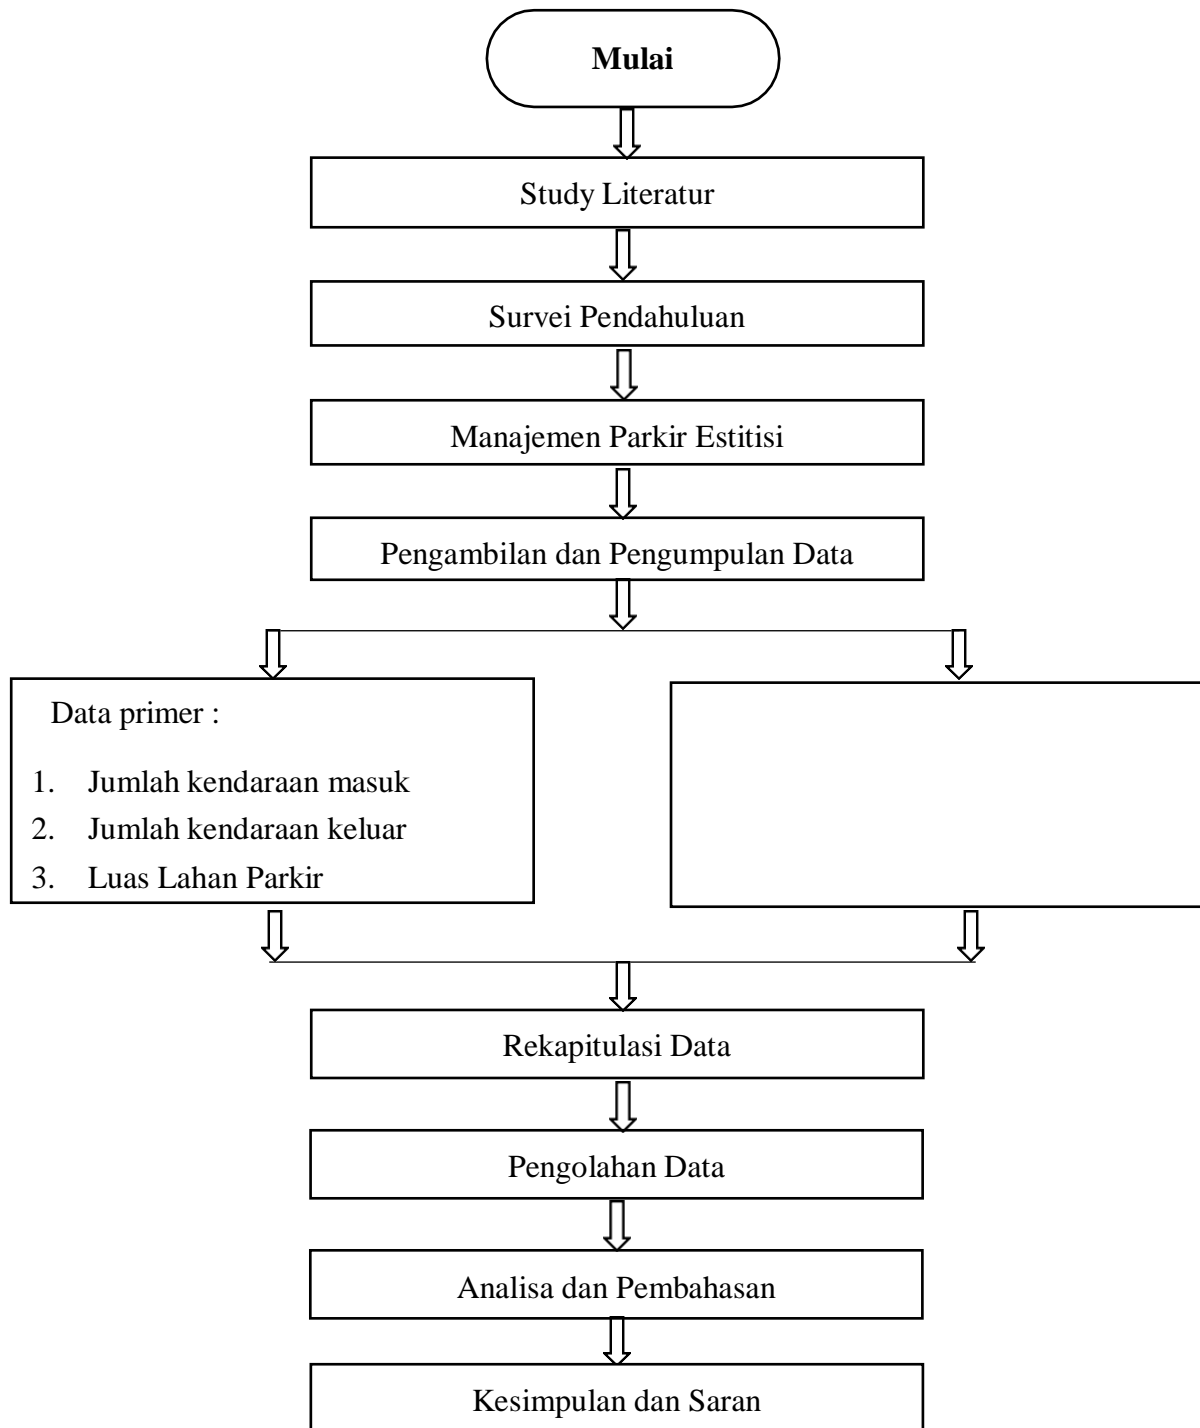 Mulai
Study Literatur
Survei Pendahuluan
Manajemen Parkir Estitisi
Pengambilan dan Pengumpulan Data
Data primer :
1. Jumlah kendaraan masuk
2. Jumlah kendaraan keluar
3. Luas Lahan Parkir
Rekapitulasi Data
Pengolahan Data
Analisa dan Pembahasan
Kesimpulan dan Saran